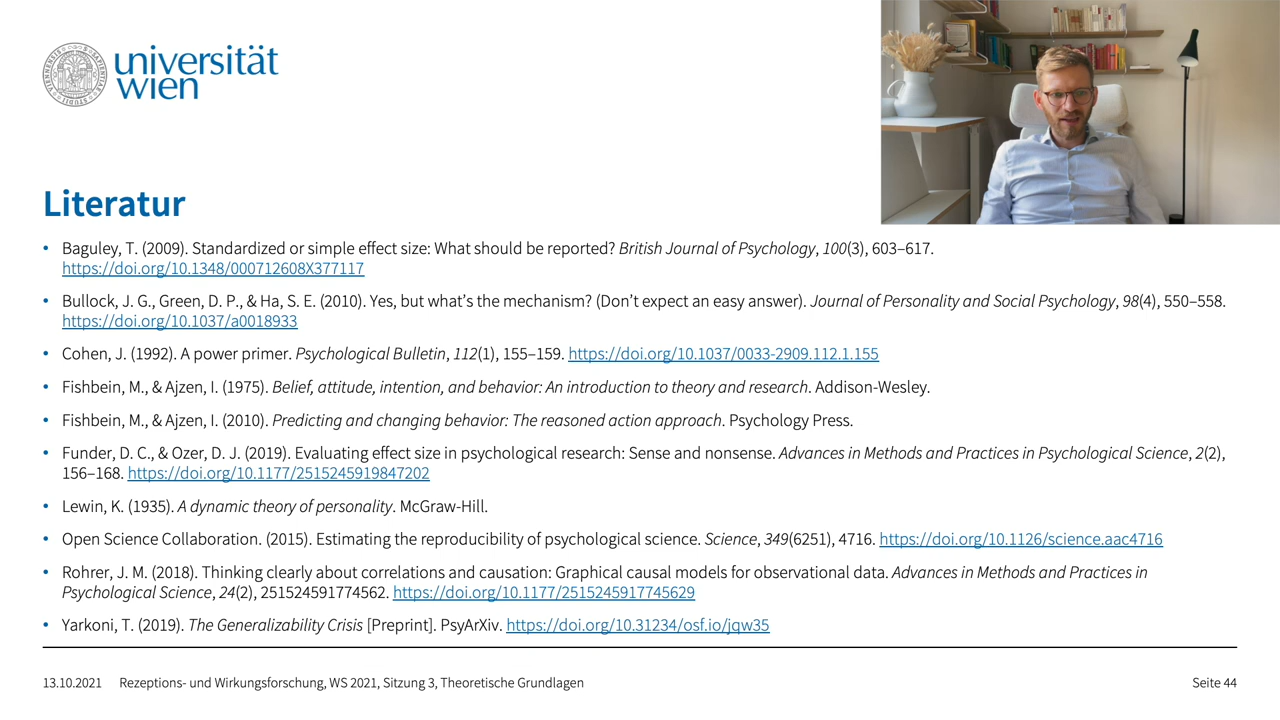 universität
wien
Literatur
• Baguley, T. (2009). Standardized or simple effect size: What should be reported? British Journal of Psychology, 100(3), 603–617.
https://doi.org/10.1348/000712608X377117
• Bullock, J. G., Green, D. P., & Ha, S. E. (2010). Yes, but what’s the mechanism? (Don’t expect an easy answer). Journal of Personality and Social Psychology, 98(4), 550–558.
https://doi.org/10.1037/a0018933
• Cohen, J. (1992). A power primer. Psychological Bulletin, 112(1), 155–159. https://doi.org/10.1037/0033-2909.112.1.155
• Fishbein, M., & Ajzen, I. (1975). Belief, attitude, intention, and behavior: An introduction to theory and research. Addison-Wesley.
• Fishbein, M., & Ajzen, I. (2010). Predicting and changing behavior: The reasoned action approach. Psychology Press.
• Funder, D. C., & Ozer, D. J. (2019). Evaluating effect size in psychological research: Sense and nonsense. Advances in Methods and Practices in Psychological Science, 2(2),
156–168. https://doi.org/10.1177/2515245919847202
• Lewin, K. (1935). A dynamic theory of personality. McGraw-Hill.
• Open Science Collaboration. (2015). Estimating the reproducibility of psychological science. Science, 349(6251), 4716. https://doi.org/10.1126/science.aac4716
• Rohrer, J. M. (2018). Thinking clearly about correlations and causation: Graphical causal models for observational data. Advances in Methods and Practices in
Psychological Science, 24(2), 251524591774562. https://doi.org/10.1177/2515245917745629
• Yarkoni, T. (2019). The Generalizability Crisis [Preprint]. PsyArXiv. https://doi.org/10.31234/osf.io/jqw35
13.10.2021 Rezeptions- und Wirkungsforschung, WS 2021, Sitzung 3, Theoretische Grundlagen Seite 44